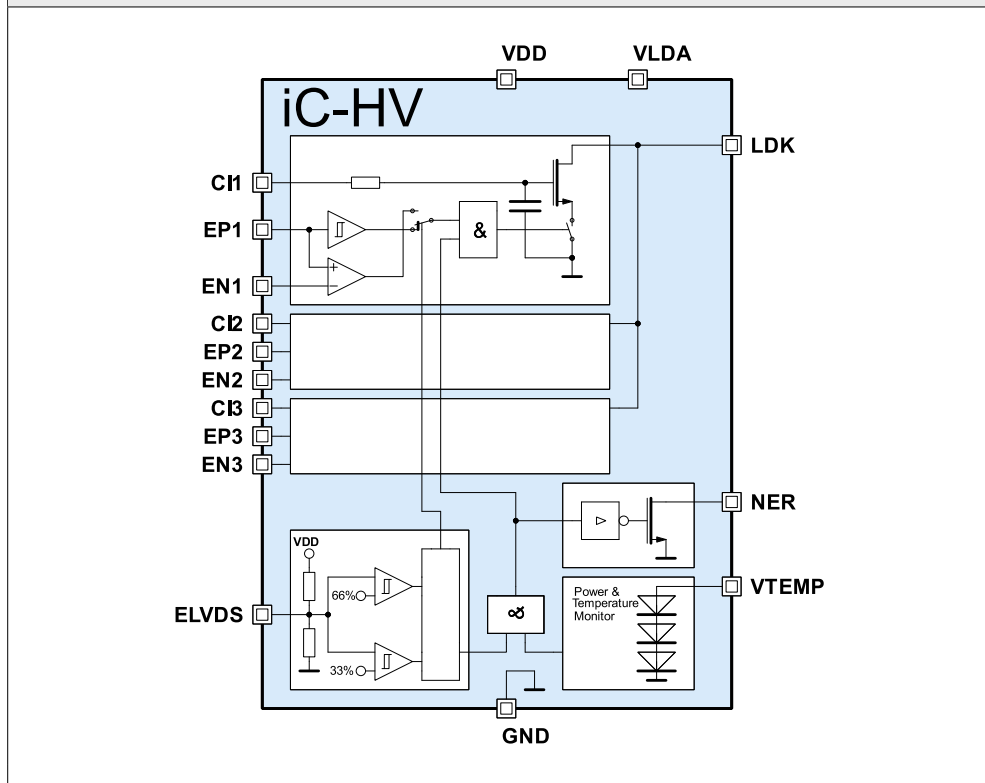 VDD
VLDA
iC-HV
LDK
CI1
EP1
&
EN1
CI2
EP2
EN2
CI3
EP3
EN3
NER
VDD
66%
ELVDS
33%
&
Power &
Temperature
Monitor
VTEMP
GND